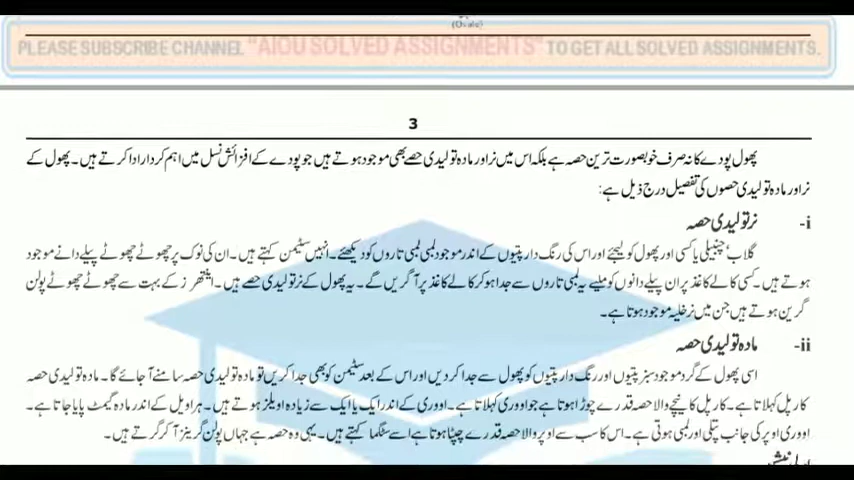 (Ovals)
PLEASE SUBSCRIBE CHANNEL "AIOU SOLVED ASSIGNMENTS" TO GET ALL SOLVED ASSIGNMENTS.
3
پھول پودے کا نہ صرف خوبصورت ترین حصہ ہے بلکہ اس میں نر اور مادہ تولیدی حصے بھی موجود ہوتے ہیں جو پودے کے افزائش نسل میں اہم کردار ادا کرتے ہیں۔ پھول کے
نر اور مادہ تولیدی حصوں کی تفصیل درج ذیل ہے:
i- نر تولیدی حصہ
گلاب، چنبیلی یا کسی اور پھول کو لیجئے اور اس کی رنگ دار پتیوں کے اندر موجود لمبی لمبی تاروں کو دیکھئے۔ انہیں سٹیمن کہتے ہیں۔ ان کی نوک پر چھوٹے چھوٹے پیلے دانے موجود
ہوتے ہیں۔ کسی کالے کاغذ پر ان پیلے دانوں کو ملیے یہ لمبی تاروں سے جدا ہو کر کالے کاغذ پر آ گریں گے۔ یہ پھول کے نر تولیدی حصے ہیں۔ اینتھرز کے بہت سے چھوٹے چھوٹے پولن
گرین ہوتے ہیں جن میں نر خلیہ موجود ہوتا ہے۔
ii- مادہ تولیدی حصہ
اسی پھول کے گرد موجود سبز پتیوں اور رنگ دار پتیوں کو پھول سے جدا کر دیں اور اس کے بعد سٹیمن کو بھی جدا کریں تو مادہ تولیدی حصہ سامنے آ جائے گا۔ مادہ تولیدی حصہ
کارپل کہلاتا ہے۔ کارپل کا نیچے والا حصہ قدرے چوڑا ہوتا ہے جو اووری کہلاتا ہے۔ اووری کے اندر ایک یا ایک سے زیادہ اویولز ہوتے ہیں۔ ہر اویول کے اندر مادہ گیمٹ پایا جاتا ہے۔
اووری اوپر کی جانب پتلی اور لمبی ہوتی ہے۔ اس کا سب سے اوپر والا حصہ قدرے چپٹا ہوتا ہے اسے سٹگما کہتے ہیں۔ یہی وہ حصہ ہے جہاں پولن گرینز آ کر گرتے ہیں۔